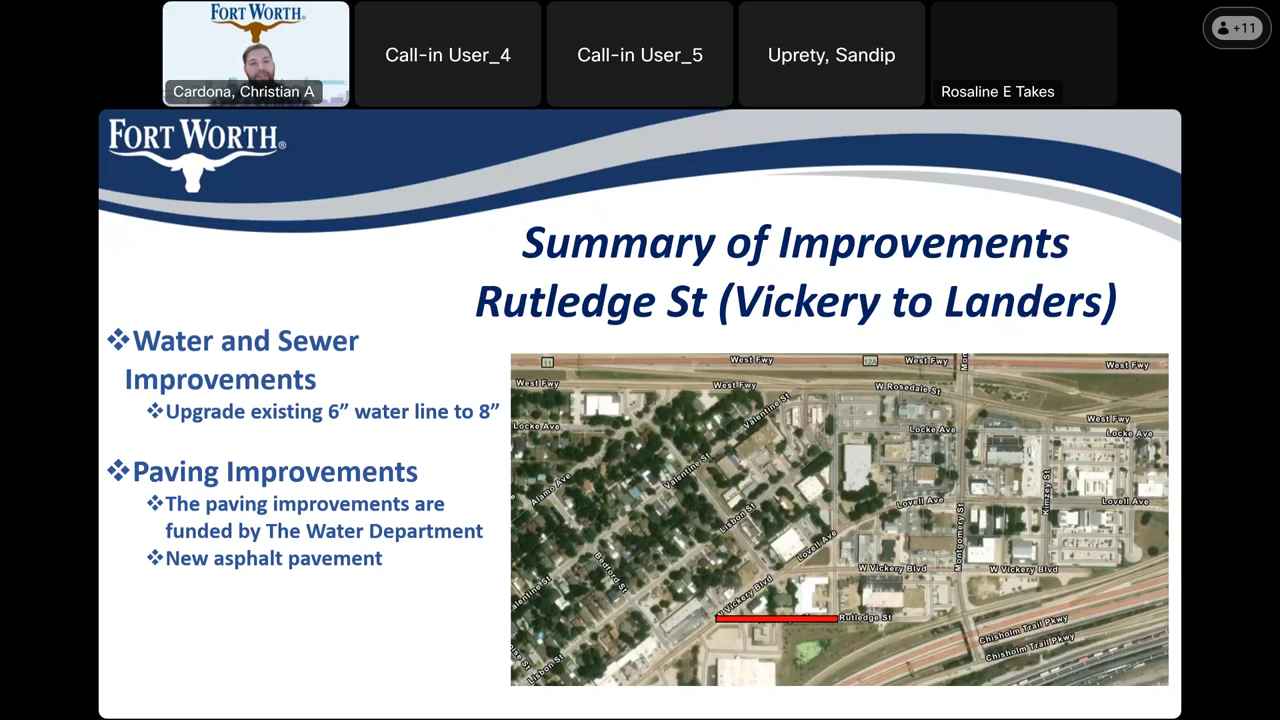 FORT WORTH®
Cardona, Christian A
Call-in User_4
Call-in User_5
Uprety, Sandip
Rosaline E Takes
+11
FORT WORTH®
Summary of Improvements
Rutledge St (Vickery to Landers)
❖Water and Sewer
Improvements
❖Upgrade existing 6” water line to 8”
❖Paving Improvements
❖The paving improvements are
funded by The Water Department
❖New asphalt pavement
West Fwy
West Fwy
West Fwy
12A
West Fwy
West Fwy
W Rosedale St
Valentine St
West Fwy
Locke Ave
Locke Ave
Locke Ave
Valentine St
Alamo Ave
Kimzey St
Lovell Ave
Lovell Ave
Lisbon St
Montgomery St
Lovell Ave
Bedford St
W Vickery Blvd
W Vickery Blvd
W Vickery Blvd
Rutledge St
Chisholm Trail Pkwy
Chisholm Trail Pkwy
Lisbon St